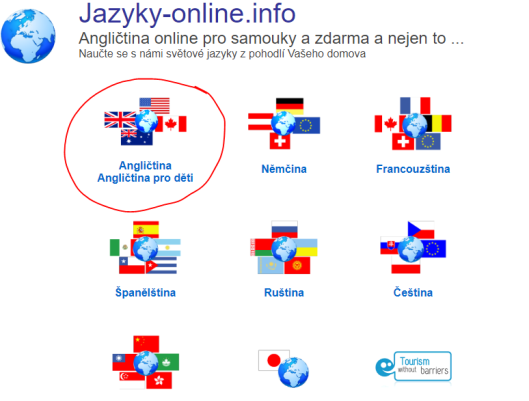 Jazyky-online.info
Angličtina online pro samouky a zdarma a nejen to ...
Naučte se s námi světové jazyky z pohodlí Vašeho domova
Angličtina
Angličtina pro děti
Němčina
Francouzština
Španělština
Ruština
Čeština
Tourism
without barriers